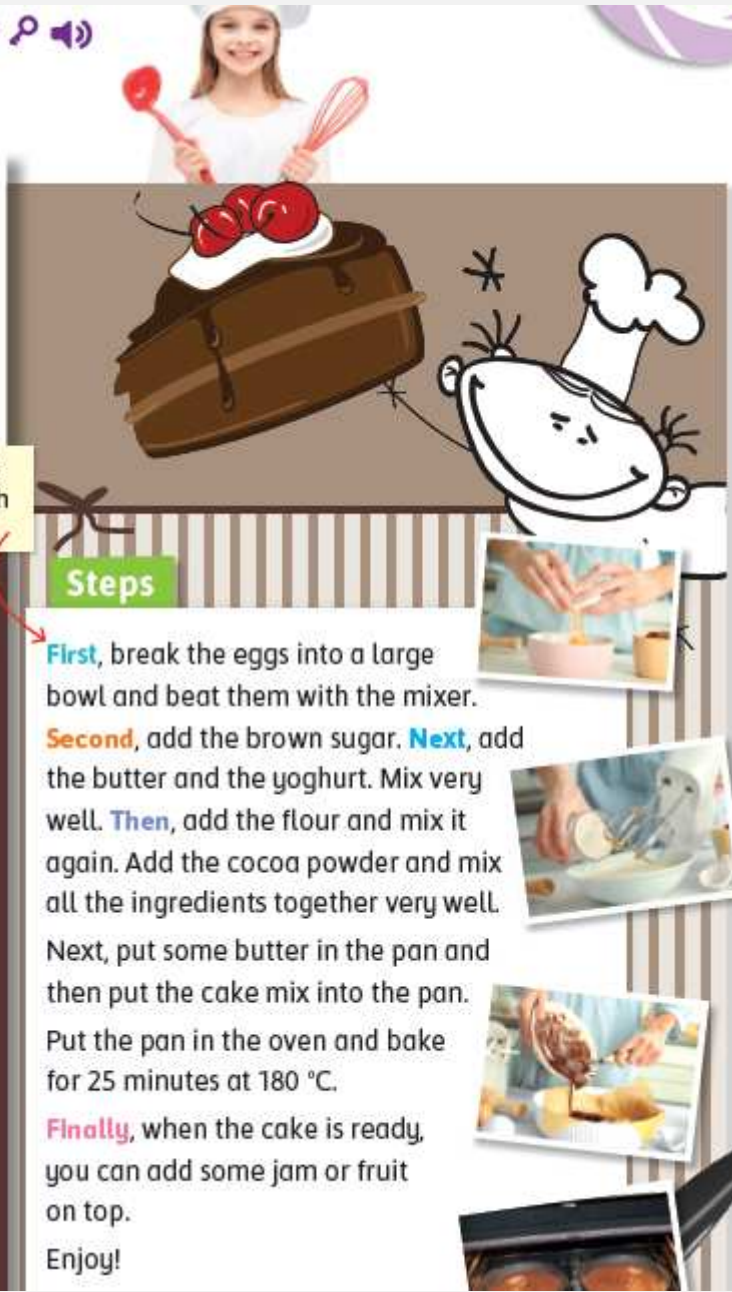 Steps
First, break the eggs into a large
bowl and beat them with the mixer.
Second, add the brown sugar. Next, add
the butter and the yoghurt. Mix very
well. Then, add the flour and mix it
again. Add the cocoa powder and mix
all the ingredients together very well.
Next, put some butter in the pan and
then put the cake mix into the pan.
Put the pan in the oven and bake
for 25 minutes at 180 °C.
Finally, when the cake is ready,
you can add some jam or fruit
on top.
Enjoy!